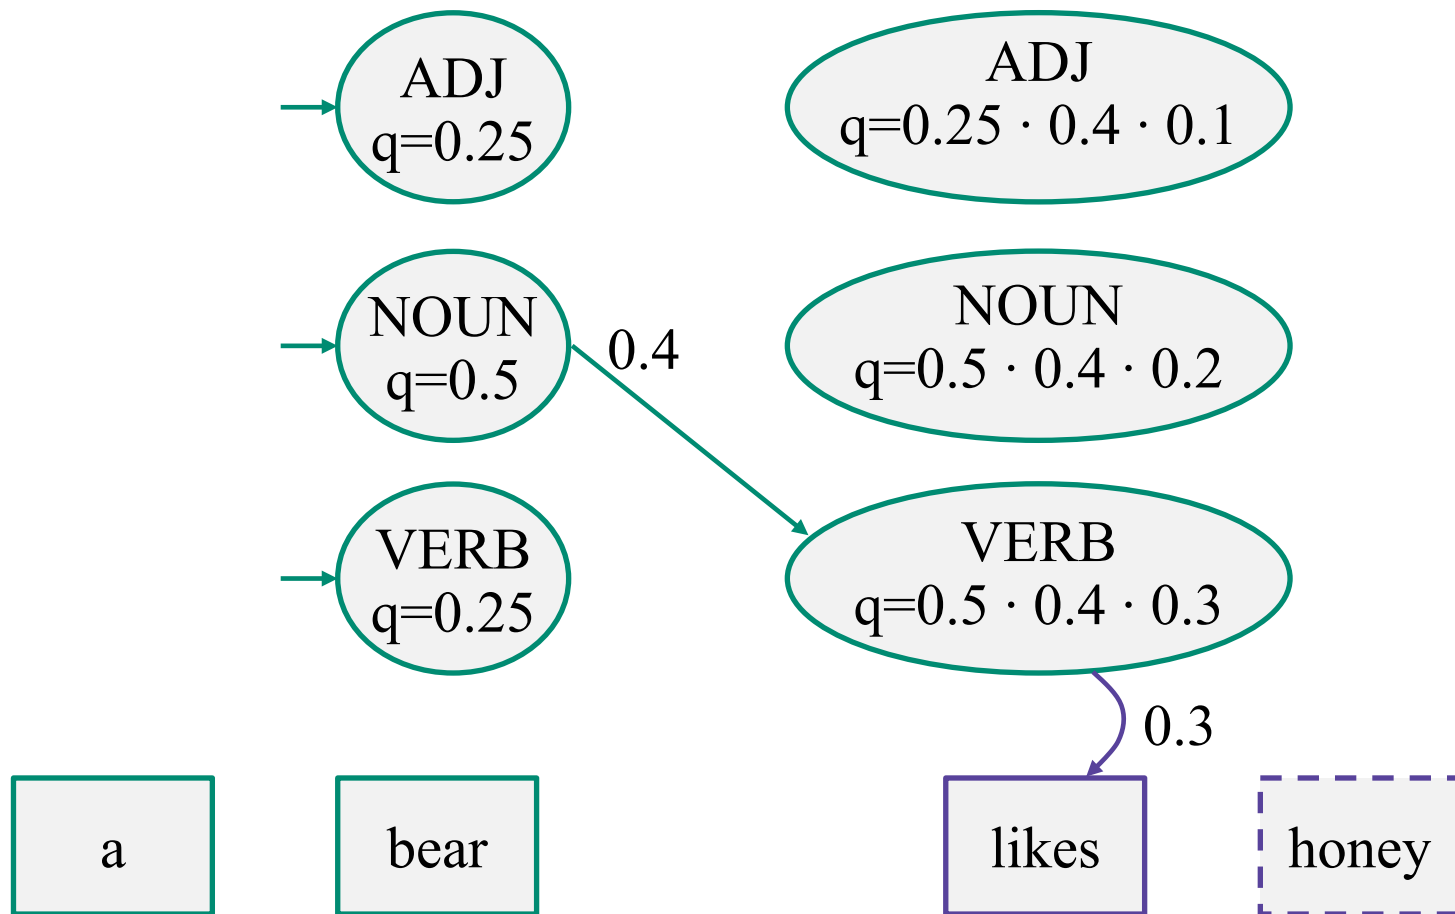 ADJ
q=0.25
ADJ
q=0.25 · 0.4 · 0.1
NOUN
q=0.5
0.4
NOUN
q=0.5 · 0.4 · 0.2
VERB
q=0.25
VERB
q=0.5 · 0.4 · 0.3
0.3
a
bear
likes
honey